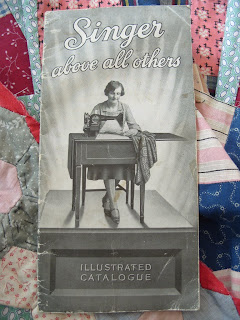 Singer
above all others
ILLUSTRATED
CATALOGUE